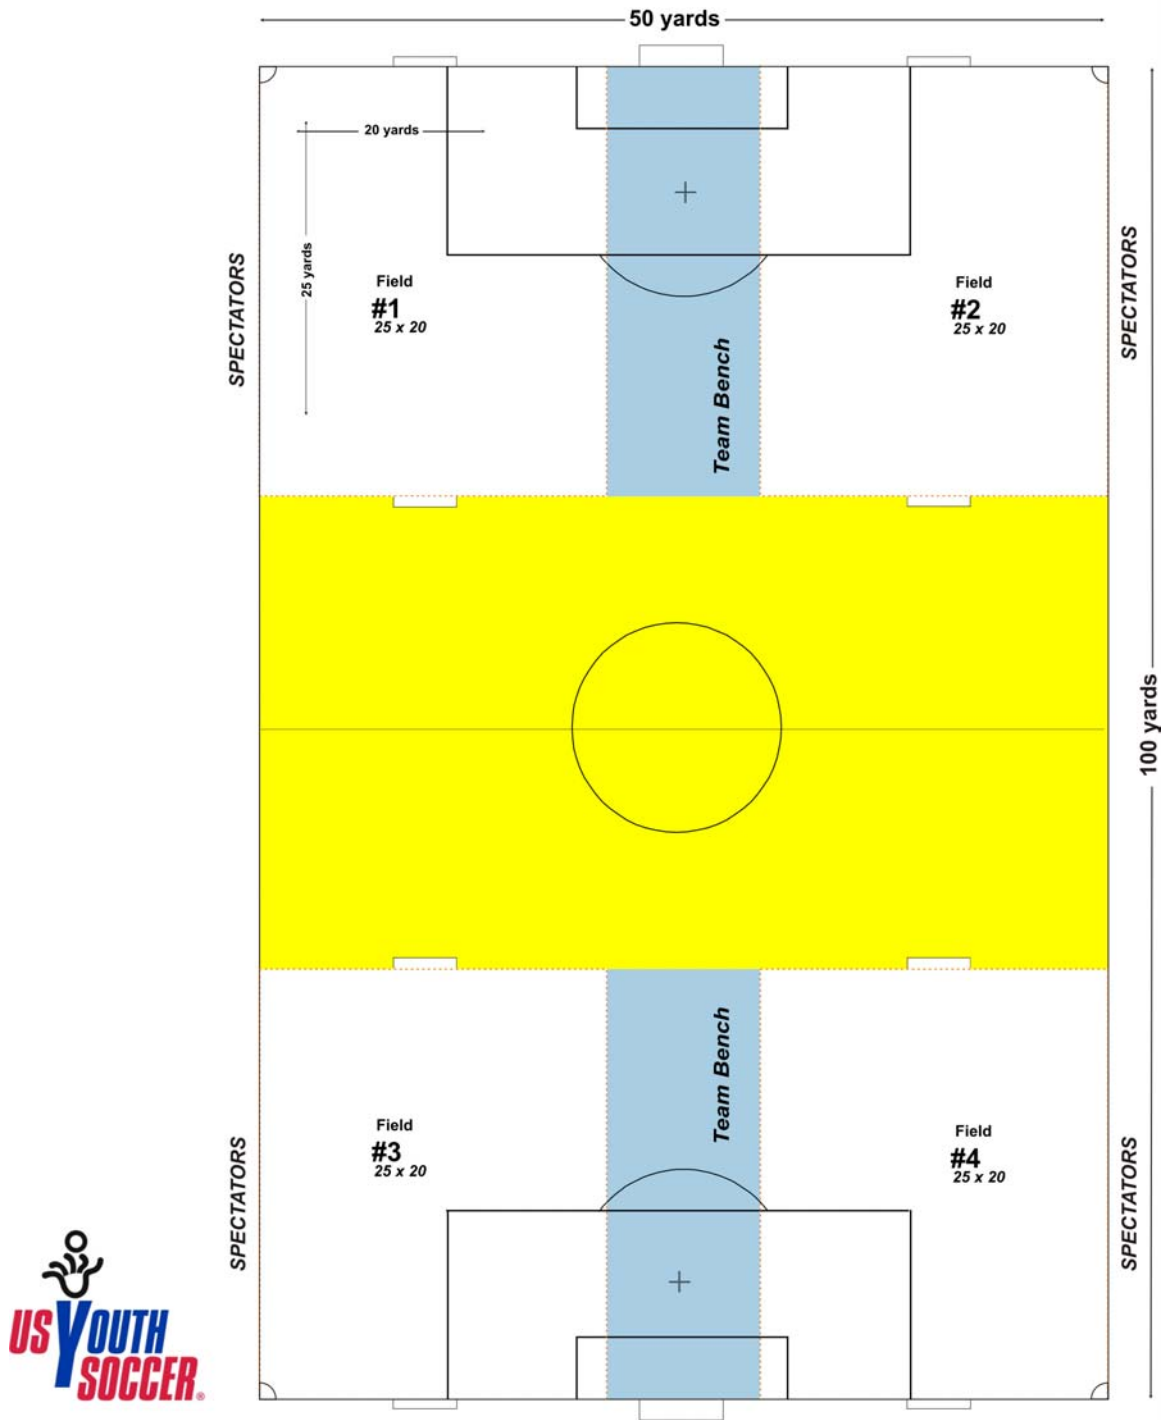 50 yards
20 yards
25 yards
SPECTATORS
Field
#1
25 x 20
Field
#2
25 x 20
SPECTATORS
Team Bench
100 yards
Team Bench
Field
#3
25 x 20
Field
#4
25 x 20
SPECTATORS
SPECTATORS
US YOUTH
SOCCER®